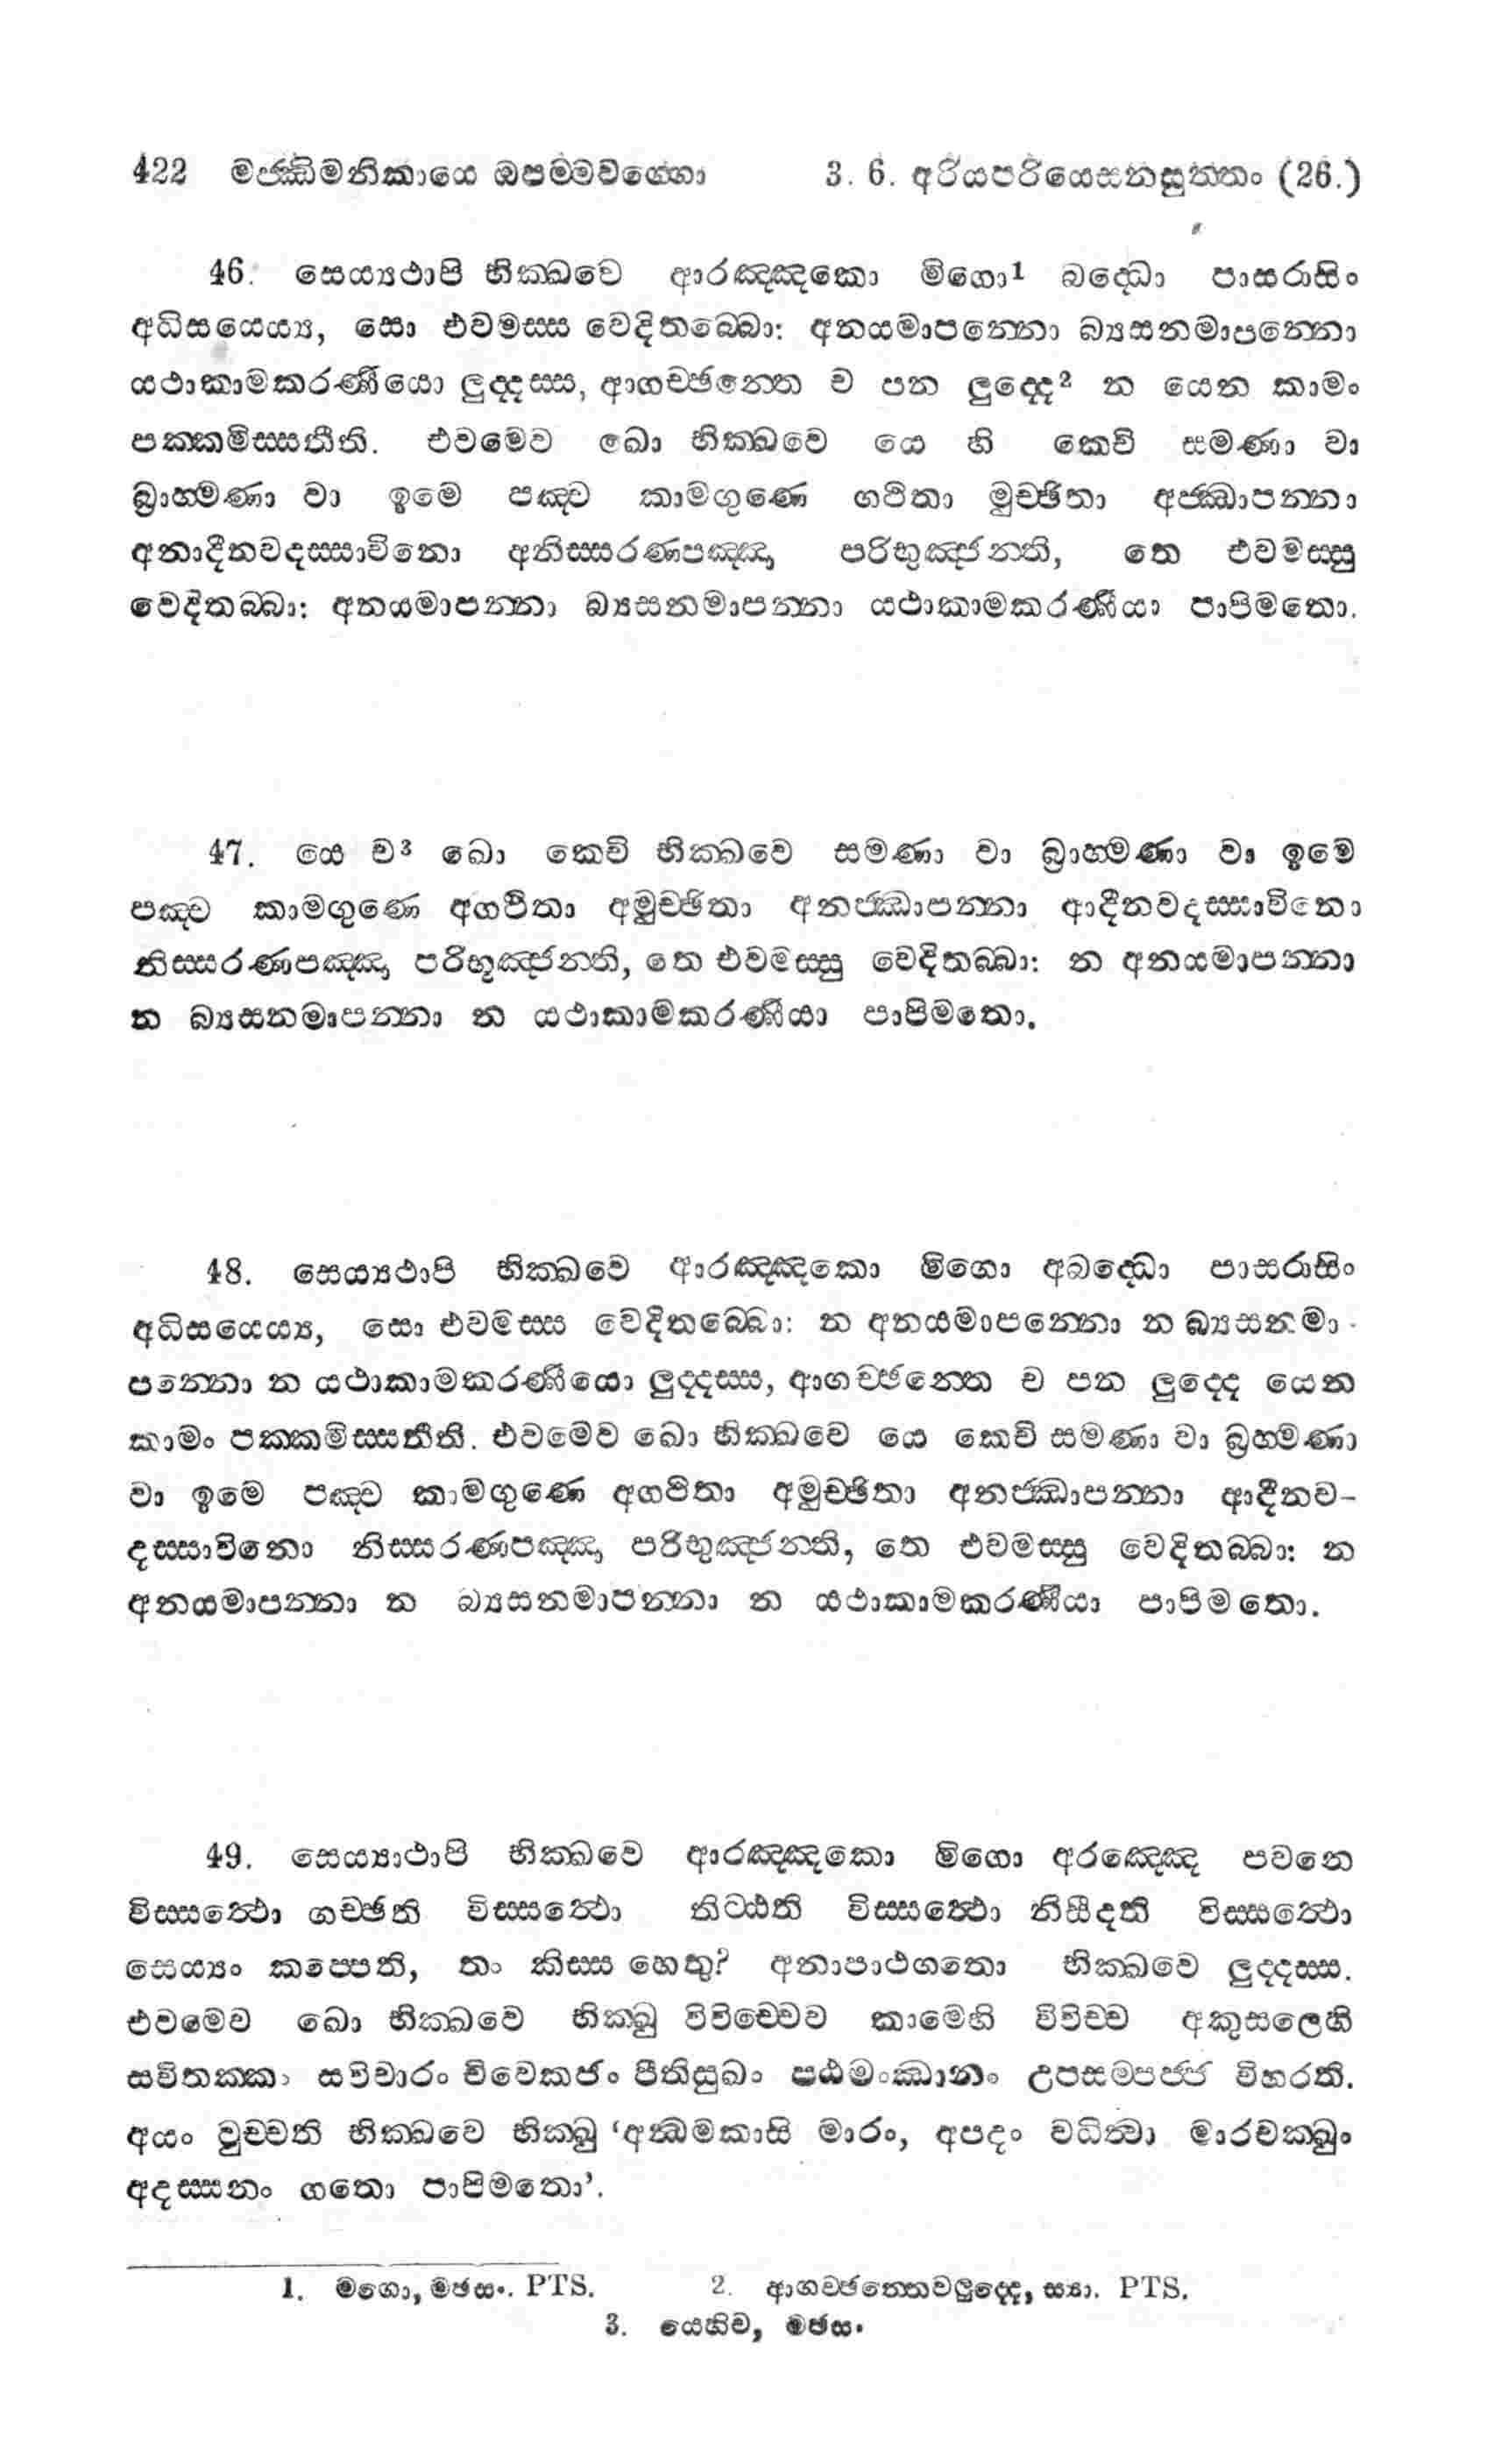 422 මජ්ඣිමනිකායෙ ඔපම්මවග්ගො 3. 6. අරියපරියෙසනසුත්තං (26.)
46. සෙය්‍යථාපි භික්ඛවෙ ආරඤ්ඤකො මිගො¹ බද්ධො පාසරාසිං
අධිසයෙය්‍ය, සො එවමස්ස වෙදිතබ්බො: අනයමාපන්නො බ්‍යසනමාපන්නො
යථාකාමකරණීයො ලුද්දස්ස, ආගච්ඡන්තෙ ච පන ලුද්දෙ² න යෙන කාමං
පක්කමිස්සතීති. එවමෙව ඛො භික්ඛවෙ යෙ හි කෙචි සමණා වා
බ්‍රාහ්මණා වා ඉමෙ පඤ්ච කාමගුණෙ ගථිතා මුච්ඡිතා අජ්ඣාපන්නා
අනාදීනවදස්සාවිනො අනිස්සරණපඤ්ඤා පරිභුඤ්ජන්ති, තෙ එවමස්සු
වෙදිතබ්බා: අනයමාපන්නා බ්‍යසනමාපන්නා යථාකාමකරණීයා පාපිමතො.
47. යෙ ච³ ඛො කෙචි භික්ඛවෙ සමණා වා බ්‍රාහ්මණා වා ඉමෙ
පඤ්ච කාමගුණෙ අගථිතා අමුච්ඡිතා අනජ්ඣාපන්නා ආදීනවදස්සාවිනො
නිස්සරණපඤ්ඤා පරිභූඤ්ජන්ති, තෙ එවමස්සු වෙදිතබ්බා: න අනයමාපන්නා
න බ්‍යසනමාපන්නා න යථාකාමකරණීයා පාපිමතො.
48. සෙය්‍යථාපි භික්ඛවෙ ආරඤ්ඤකො මිගො අබද්ධො පාසරාසිං
අධිසයෙය්‍ය, සො එවමස්ස වෙදිතබ්බො: න අනයමාපන්නො න බ්‍යසනමා-
පන්නො න යථාකාමකරණීයො ලුද්දස්ස, ආගච්ඡන්තෙ ච පන ලුද්දෙ යෙන
කාමං පක්කමිස්සතීති. එවමෙව ඛො භික්ඛවෙ යෙ කෙචි සමණා වා බ්‍රහ්මණා
වා ඉමෙ පඤ්ච කාමගුණෙ අගථිතා අමුච්ඡිතා අනජ්ඣාපන්නා ආදීනව-
දස්සාවිනො නිස්සරණපඤ්ඤා පරිභුඤ්ජන්ති, තෙ එවමස්සු වෙදිතබ්බා: න
අනයමාපන්නා න බ්‍යසනමාපන්නා න යථාකාමකරණීයා පාපිමතො.
49. සෙය්‍යාථාපි භික්ඛවෙ ආරඤ්ඤකො මිගො අරඤ්ඤෙ පවනෙ
විස්සත්ථො ගච්ඡති විස්සත්ථො තිට්ඨති විස්සත්ථො නිසීදති විස්සත්ථො
සෙය්‍යං කප්පෙති, තං කිස්ස හෙතු? අනාපාථගතො භික්ඛවෙ ලුද්දස්ස.
එවමෙව ඛො භික්ඛවෙ භික්ඛු විවිච්චෙව කාමෙහි විවිච්ච අකුසලෙහි
සවිතක්කං සවිචාරං විවෙකජං පීතිසුඛං පඨමංඣානං උපසම්පජ්ජ විහරති.
අයං වුච්චති භික්ඛවෙ භික්ඛු ‘අන්ධමකාසි මාරං, අපදං වධිත්වා මාරචක්ඛුං
අදස්සනං ගතො පාපිමතො’.
1. මගො, මඡසං. PTS. 2. ආගච්ඡන්තෙවලුද්දෙ, ස්‍යා. PTS.
3. යෙහිච, මඡසං